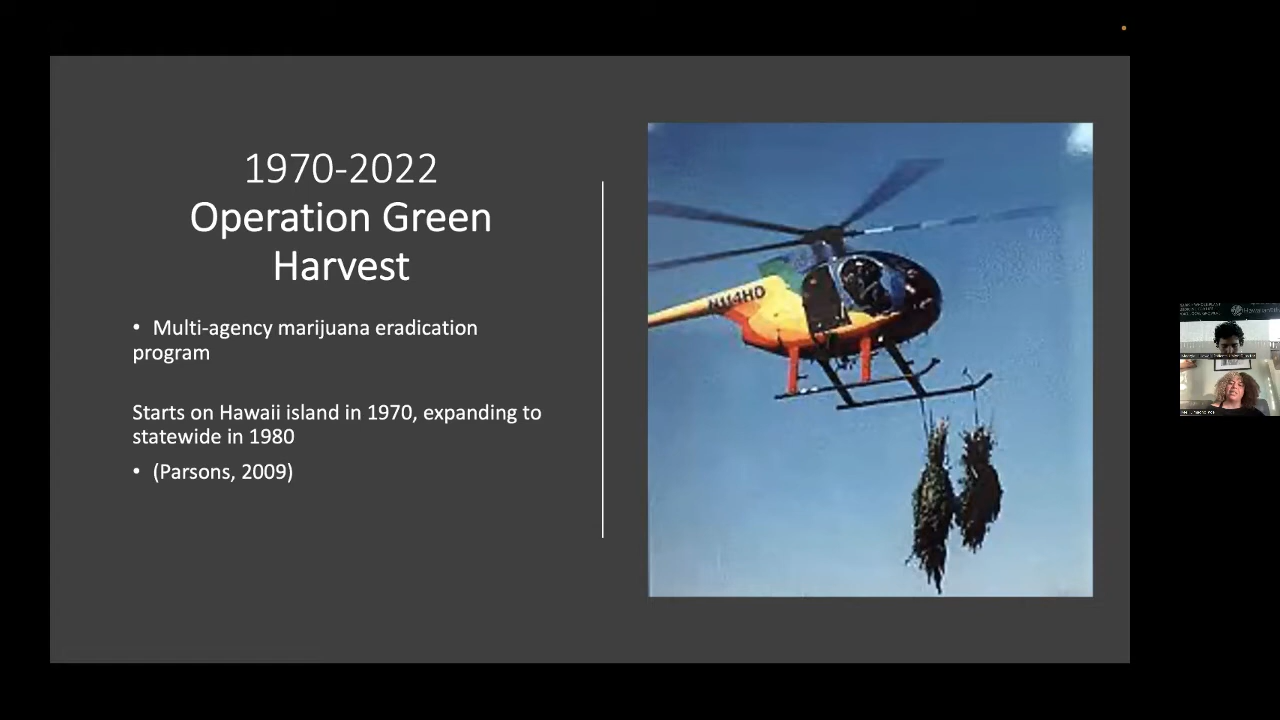 1970-2022
Operation Green
Harvest
• Multi-agency marijuana eradication
program
Starts on Hawaii island in 1970, expanding to
statewide in 1980
• (Parsons, 2009)
N114HD